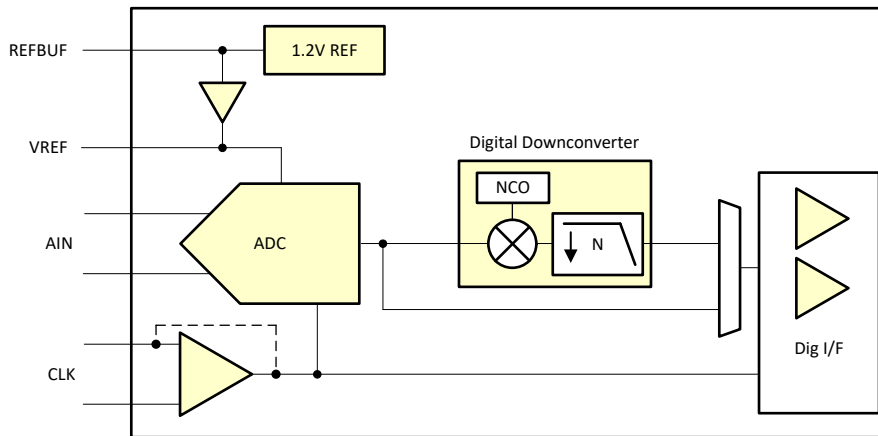 REFBUF
1.2V REF
VREF
Digital Downconverter
NCO
AIN
ADC
N
Dig I/F
CLK